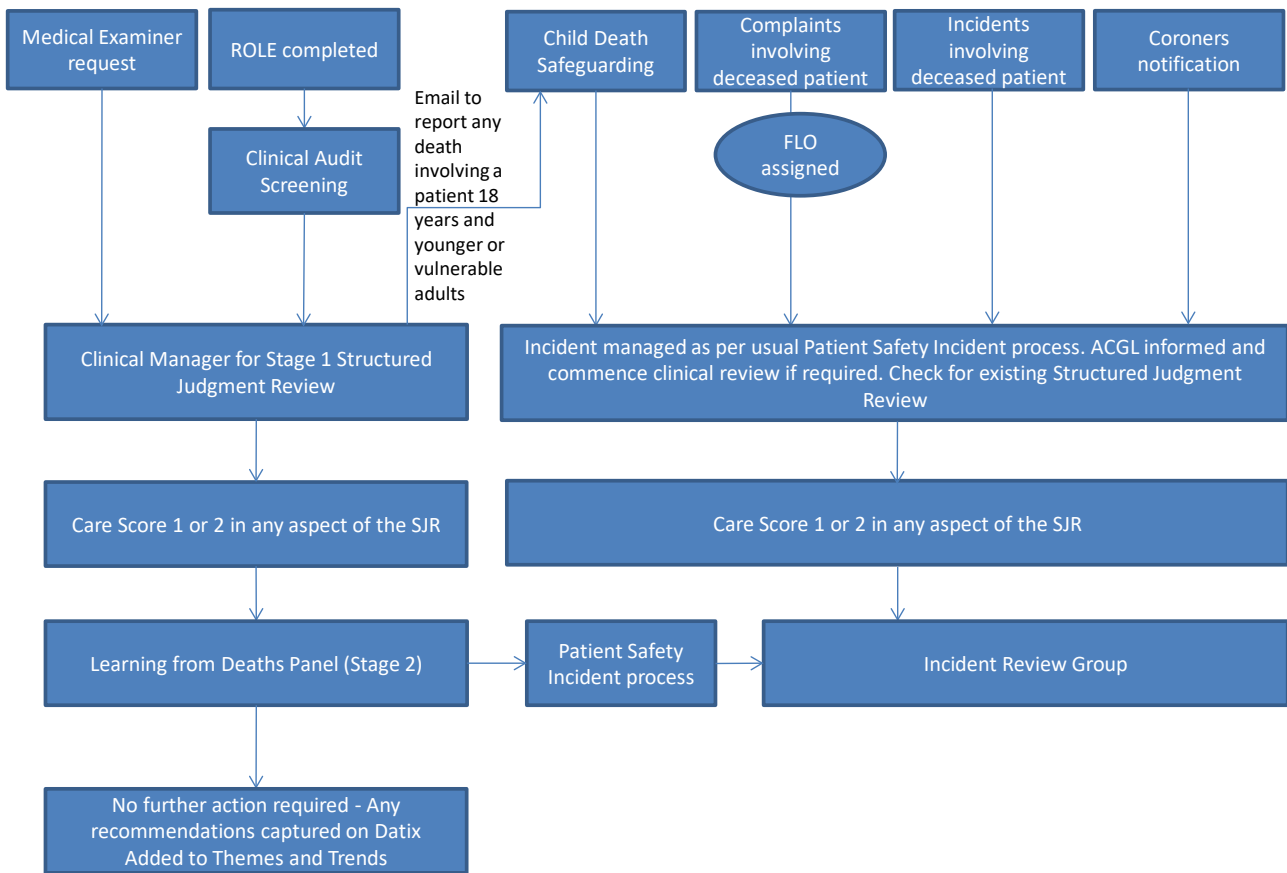 Medical Examiner
request
ROLE completed
Child Death
Safeguarding
Complaints
involving
deceased patient
Incidents
involving
deceased patient
Coroners
notification
Email to
report any
death
involving a
patient 18
years and
younger or
vulnerable
adults
Clinical Audit
Screening
FLO
assigned
Clinical Manager for Stage 1 Structured
Judgment Review
Incident managed as per usual Patient Safety Incident process. ACGL informed and
commence clinical review if required. Check for existing Structured Judgment
Review
Care Score 1 or 2 in any aspect of the SJR
Care Score 1 or 2 in any aspect of the SJR
Learning from Deaths Panel (Stage 2)
Patient Safety
Incident process
Incident Review Group
No further action required - Any
recommendations captured on Datix
Added to Themes and Trends